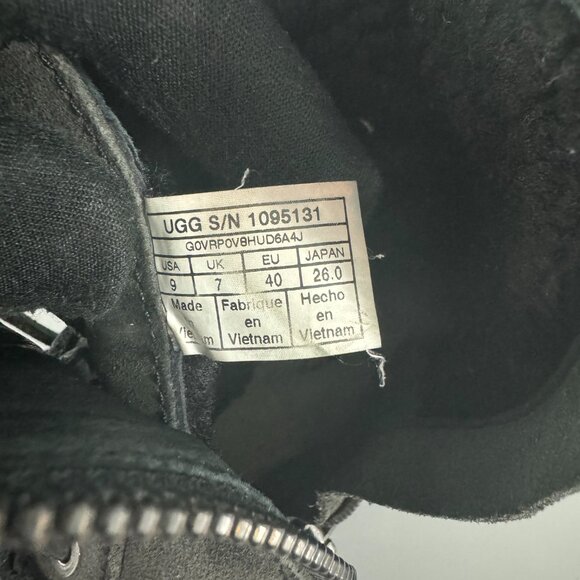 UGG S/N 1095131
G0VRP0V8HUD6A4J
USA UK EU JAPAN
9 7 40 26.0
Made Fabrique Hecho
en en
Vietnam Vietnam